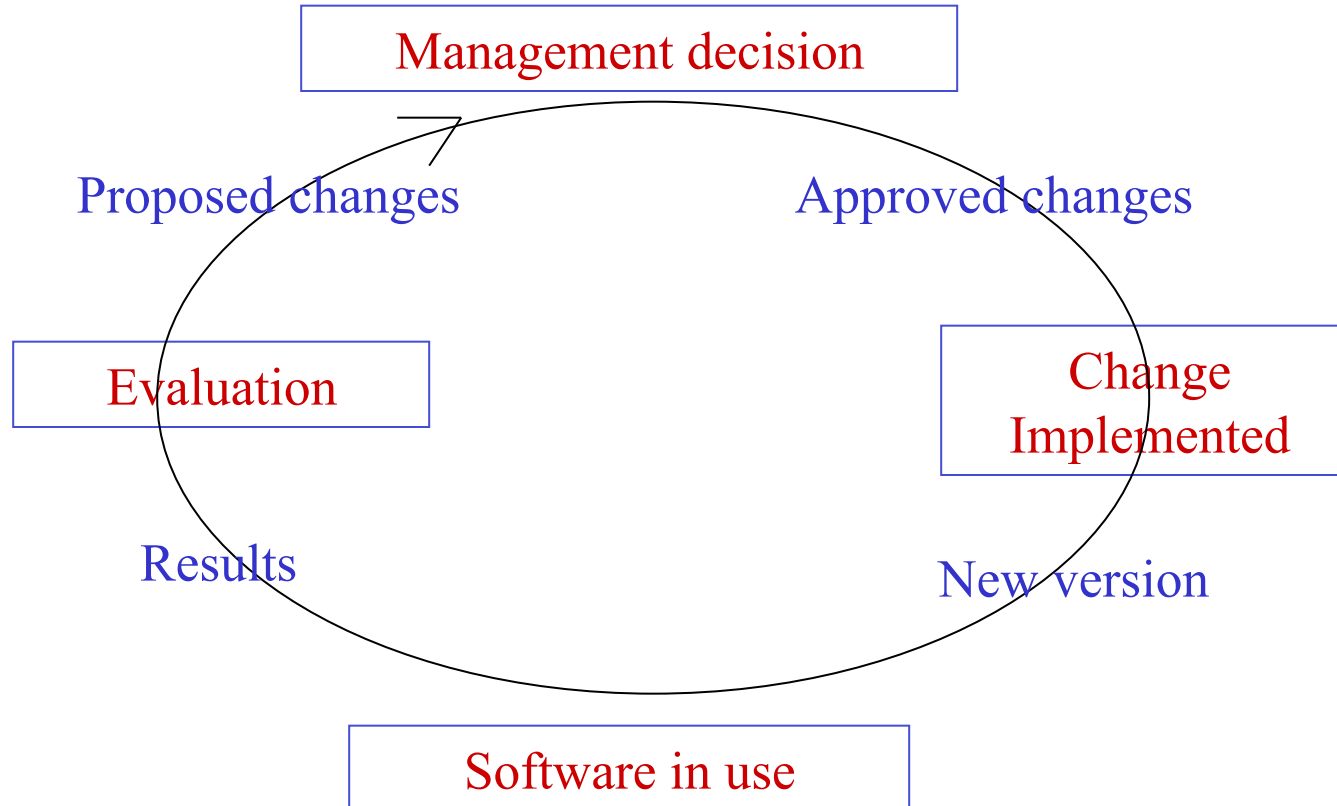 Management decision
Proposed changes
Approved changes
Evaluation
Change
Implemented
Results
New version
Software in use